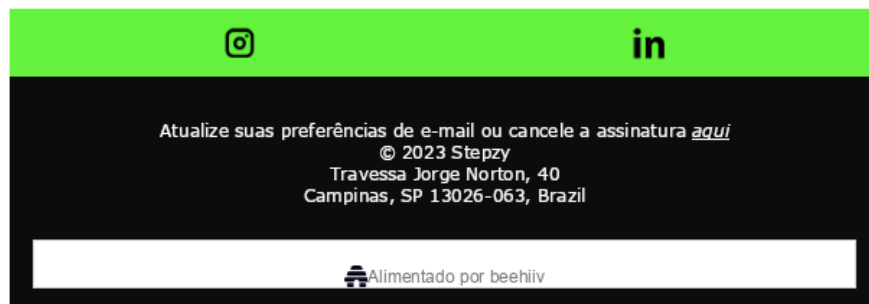 in
Atualize suas preferências de e-mail ou cancele a assinatura aqui
© 2023 Stepzy
Travessa Jorge Norton, 40
Campinas, SP 13026-063, Brazil
Alimentado por beehiiv